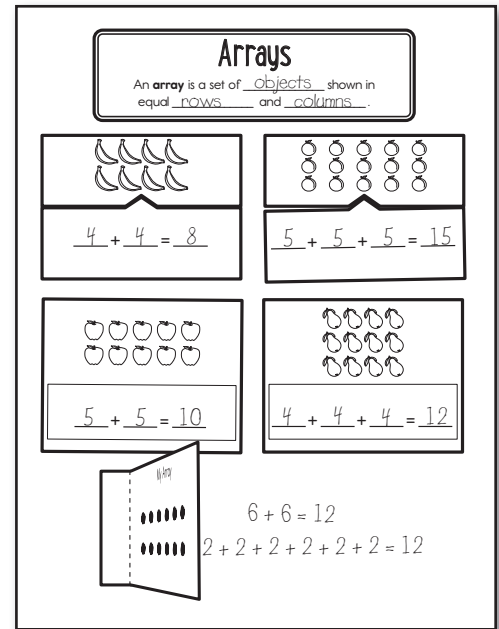 Arrays
An array is a set of objects shown in
equal rows and columns.
4 + 4 = 8
5 + 5 + 5 = 15
5 + 5 = 10
4 + 4 + 4 = 12
My Array
6 + 6 = 12
2 + 2 + 2 + 2 + 2 + 2 = 12